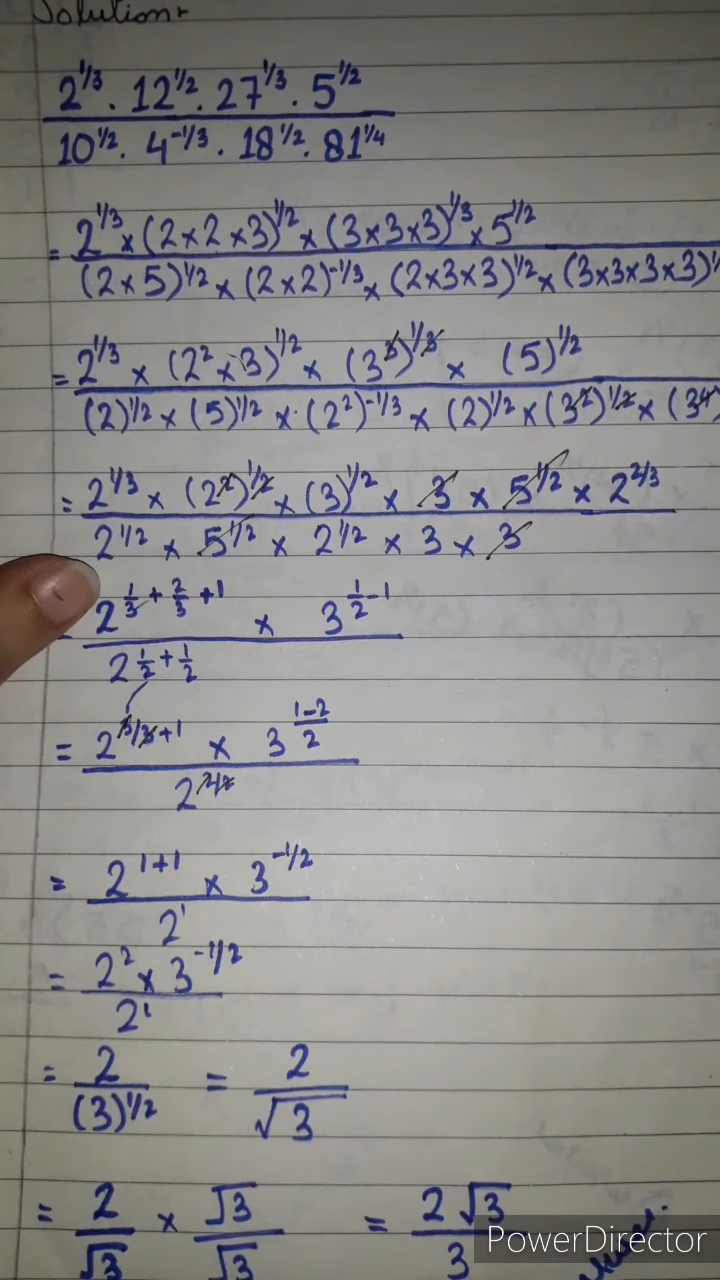 Solution:-
2^{1/3} . 12^{1/2} . 27^{1/3} . 5^{1/2}
10^{1/2} . 4^{-1/3} . 18^{1/2} . 81^{1/4}
= 2^{1/3} × (2×2×3)^{1/2} × (3×3×3)^{1/3} × 5^{1/2}
(2×5)^{1/2} × (2×2)^{-1/3} × (2×3×3)^{1/2} × (3×3×3×3)
= 2^{1/3} × (2^2 × 3)^{1/2} × (3^3)^{1/3} × (5)^{1/2}
(2)^{1/2} × (5)^{1/2} × (2^2)^{-1/3} × (2)^{1/2} × (3^2)^{1/2} × (3^4
= 2^{1/3} × (2^2)^{1/2} × (3)^{1/2} × 3 × 5^{1/2} × 2^{2/3}
2^{1/2} × 5^{1/2} × 2^{1/2} × 3 × 3
2^{1/3 + 2/3 + 1} × 3^{1/2 - 1}
2^{1/2 + 1/2}
= 2^{3/3 + 1} × 3^{(1-2)/2}
2^{2/2}
= 2^{1+1} × 3^{-1/2}
2^1
= 2^2 × 3^{-1/2}
2^1
= 2/(3)^{1/2} = 2/√3
= 2/√3 × √3/√3 = 2√3/3
PowerDirector